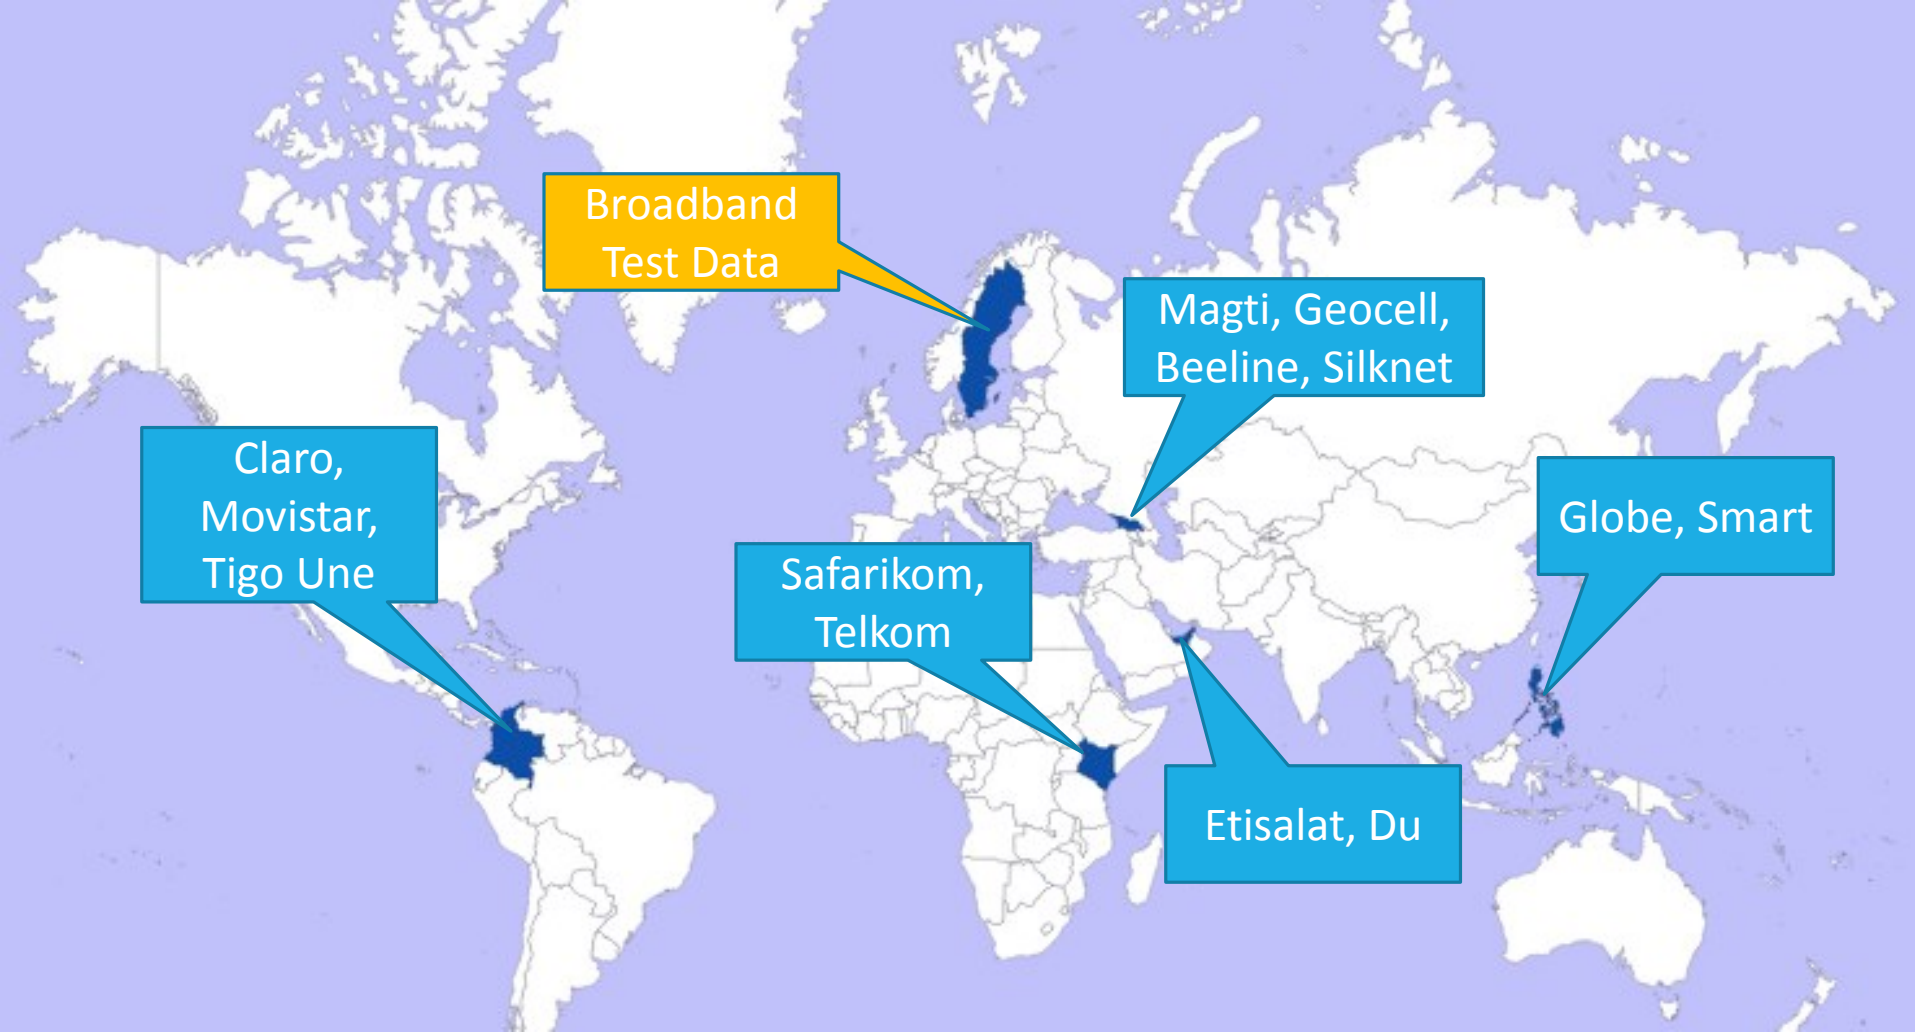 Broadband
Test Data
Magti, Geocell,
Beeline, Silknet
Claro,
Movistar,
Tigo Une
Globe, Smart
Safarikom,
Telkom
Etisalat, Du